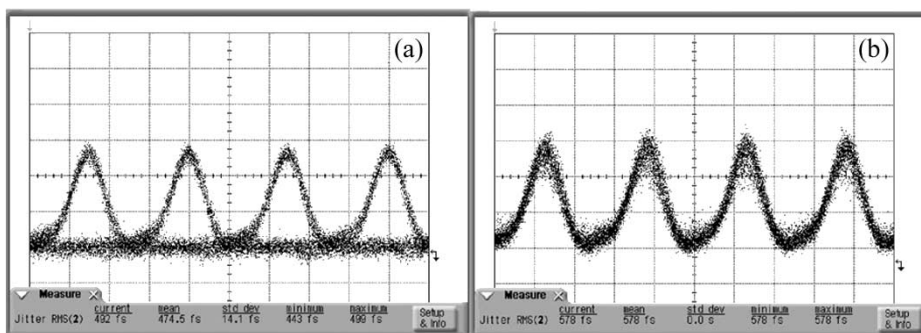 (a)
Measure
current mean std dev minimum maximum
Jitter RMS(2) 492 fs 474.5 fs 14.1 fs 443 fs 499 fs
Setup
& Info
(b)
Measure
current mean std dev minimum maximum
Jitter RMS(2) 578 fs 578 fs 0.0 s 578 fs 578 fs
Setup
& Info